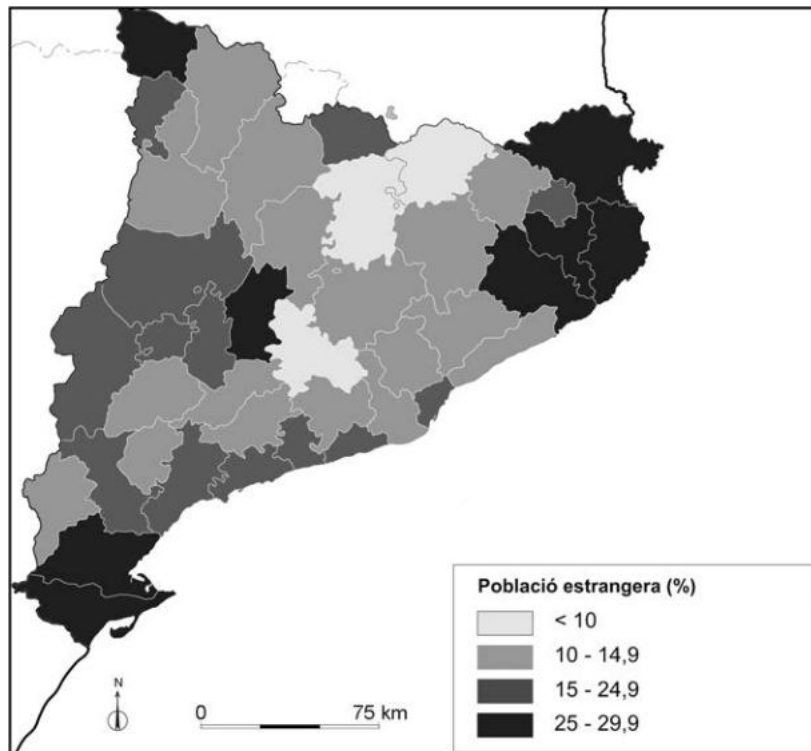 Població estrangera (%)
< 10
10 - 14,9
15 - 24,9
25 - 29,9
N
0 75 km